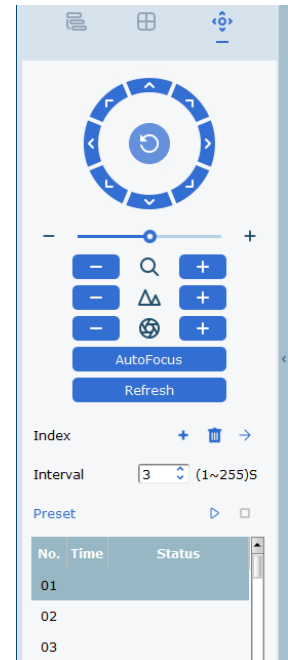 AutoFocus
Refresh
Index
Interval 3 (1~255)S
Preset
No. Time Status
01
02
03